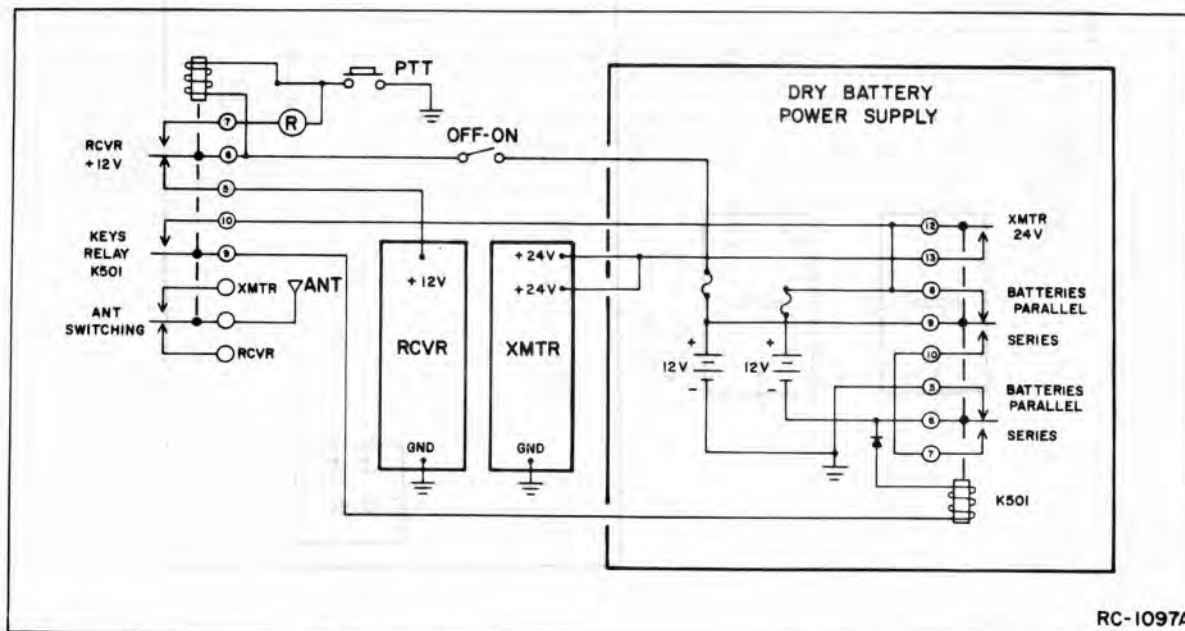 PTT
DRY BATTERY
POWER SUPPLY
7
R
OFF-ON
RCVR
+12V
6
5
10
KEYS
RELAY
K501
9
XMTR
ANT
ANT
SWITCHING
RCVR
+12V
RCVR
GND
+24V
+24V
XMTR
GND
+
12V
-
+
12V
-
12
XMTR
24V
13
8
BATTERIES
PARALLEL
9
SERIES
10
5
BATTERIES
PARALLEL
6
SERIES
7
K501
RC-1097A